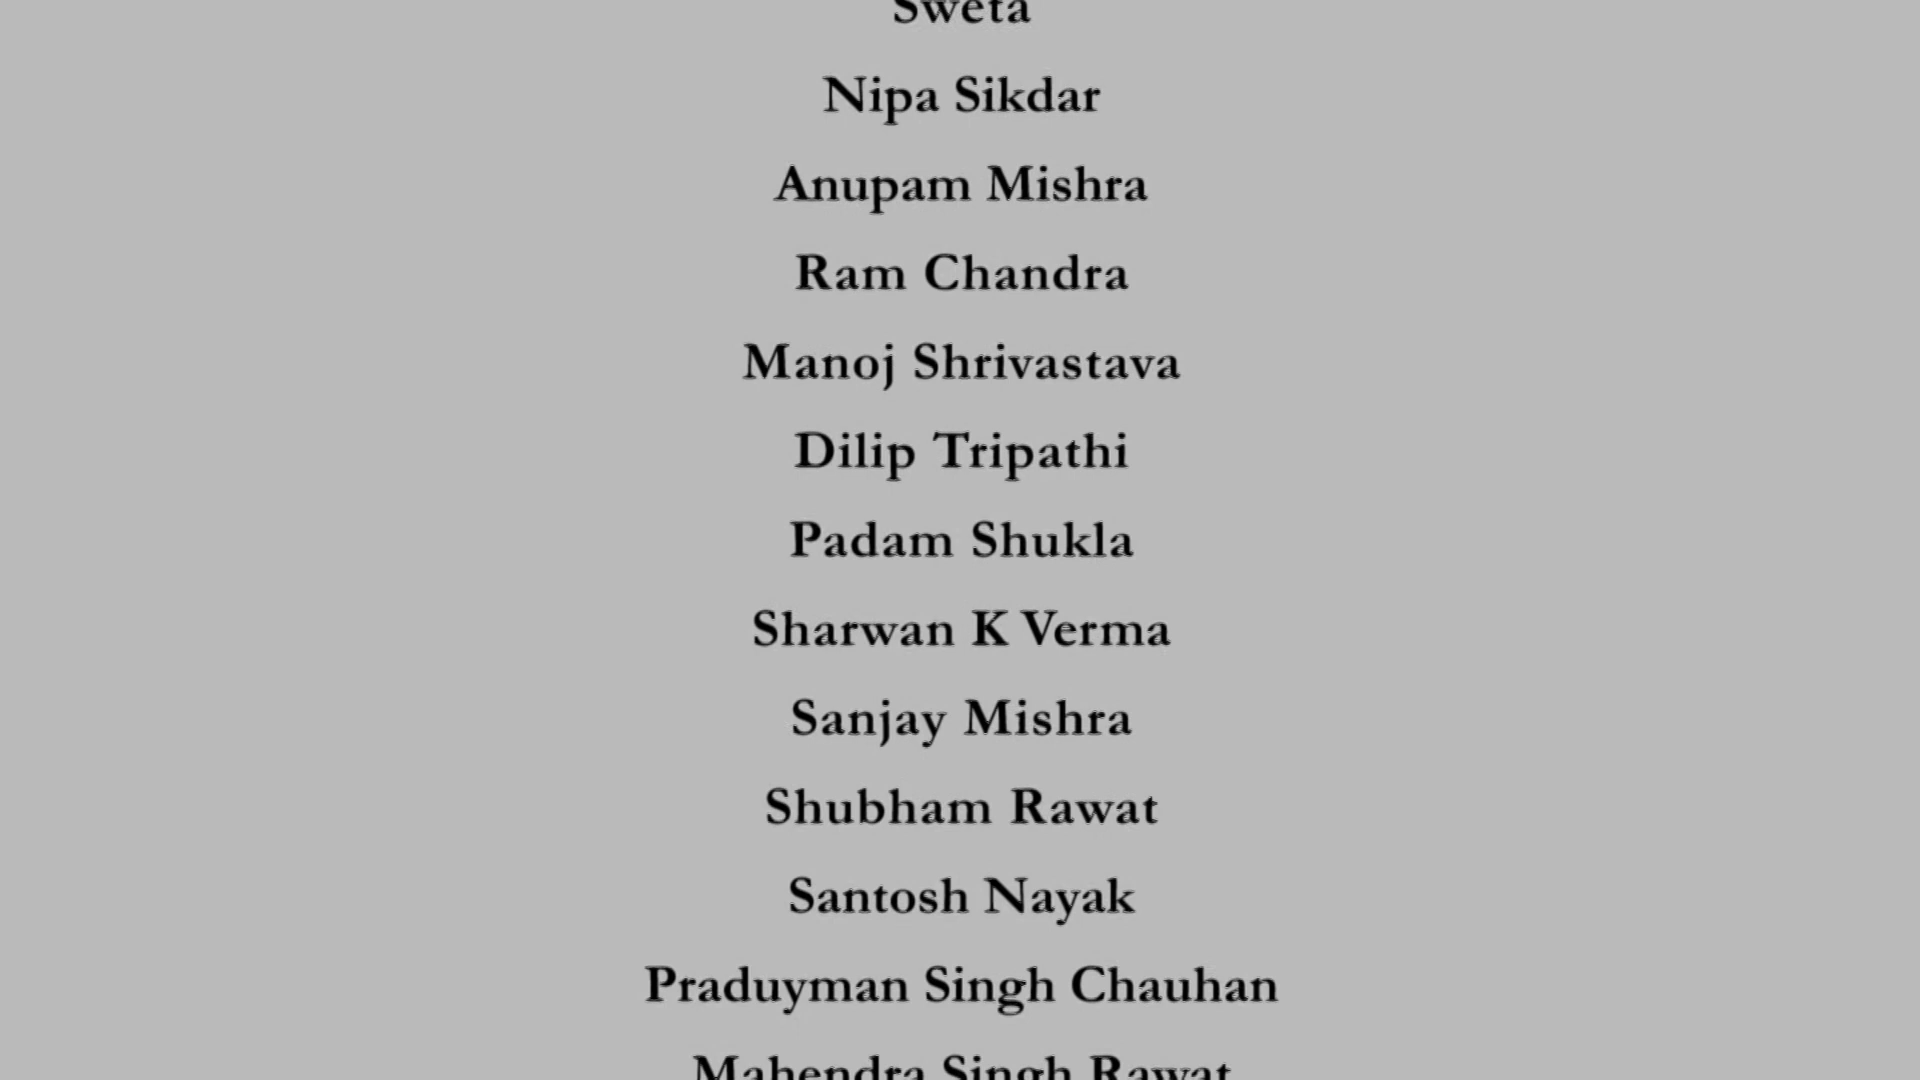 Sweta
Nipa Sikdar
Anupam Mishra
Ram Chandra
Manoj Shrivastava
Dilip Tripathi
Padam Shukla
Sharwan K Verma
Sanjay Mishra
Shubham Rawat
Santosh Nayak
Praduyman Singh Chauhan
Mahendra Singh Rawat